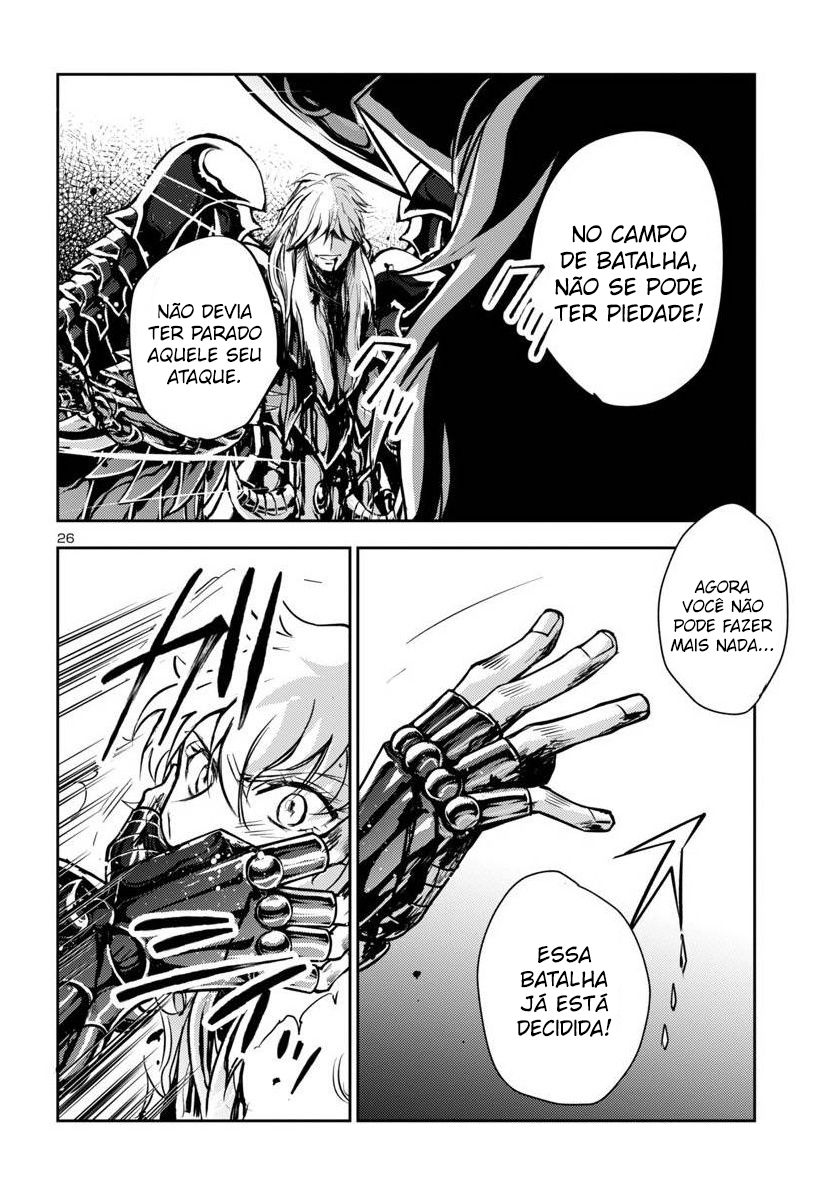 NO CAMPO
DE BATALHA,
NÃO SE PODE
TER PIEDADE!
NÃO DEVIA
TER PARADO
AQUELE SEU
ATAQUE.
26
AGORA
VOCÊ NÃO
PODE FAZER
MAIS NADA...
ESSA
BATALHA
JÁ ESTÁ
DECIDIDA!